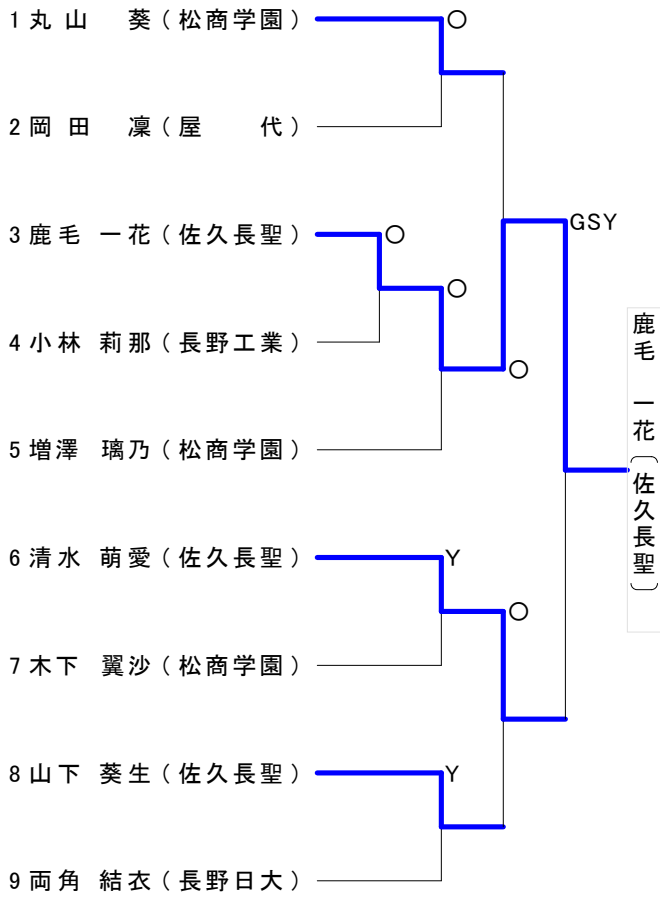 1 丸山 葵（松商学園） ○
2 岡田 凜（屋 代）
GSY
3 鹿毛 一花（佐久長聖） ○
○
4 小林 莉那（長野工業）
○
5 増澤 璃乃（松商学園）
鹿毛 一花（佐久長聖）
6 清水 萌愛（佐久長聖） Y
○
7 木下 翼沙（松商学園）
8 山下 葵生（佐久長聖） Y
9 両角 結衣（長野日大）